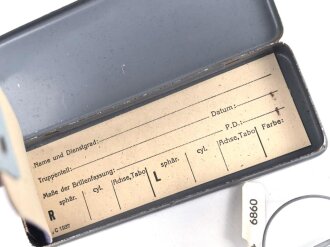 Name und Dienstgrad:
Truppenteil: Datum:
Maße der Brillenfassung: P.D.:
R sphär. cyl. Achse,Tabo L sphär. cyl. Achse,Tabo Farbe:
6860